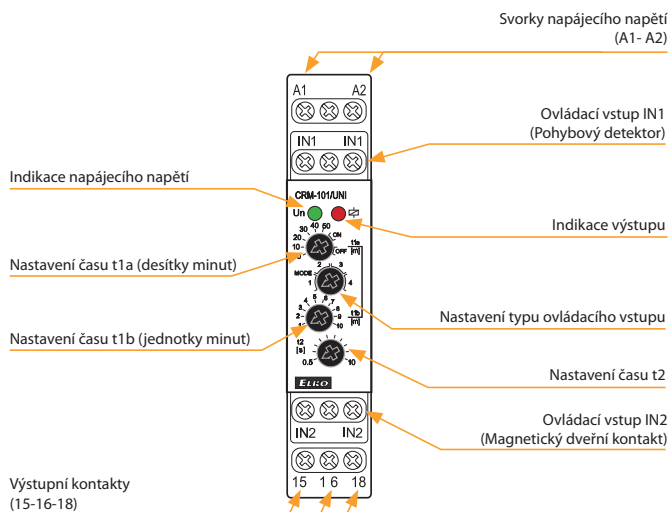 Svorky napájecího napětí
(A1- A2)
A1 A2
Ovládací vstup IN1
(Pohybový detektor)
IN1 IN1
Indikace napájecího napětí
CRM-101/UNI
Un
Indikace výstupu
10 20 30 40 50 ON OFF
t1a
[m]
Nastavení času t1a (desítky minut)
MODE
1 2 3 4
Nastavení typu ovládacího vstupu
2 3 4 5 6 7 8 9 10
t1b
[m]
Nastavení času t1b (jednotky minut)
t2
[s]
0.5 10
Nastavení času t2
ELKO
Ovládací vstup IN2
(Magnetický dveřní kontakt)
IN2 IN2
15 1 6 18
Výstupní kontakty
(15-16-18)